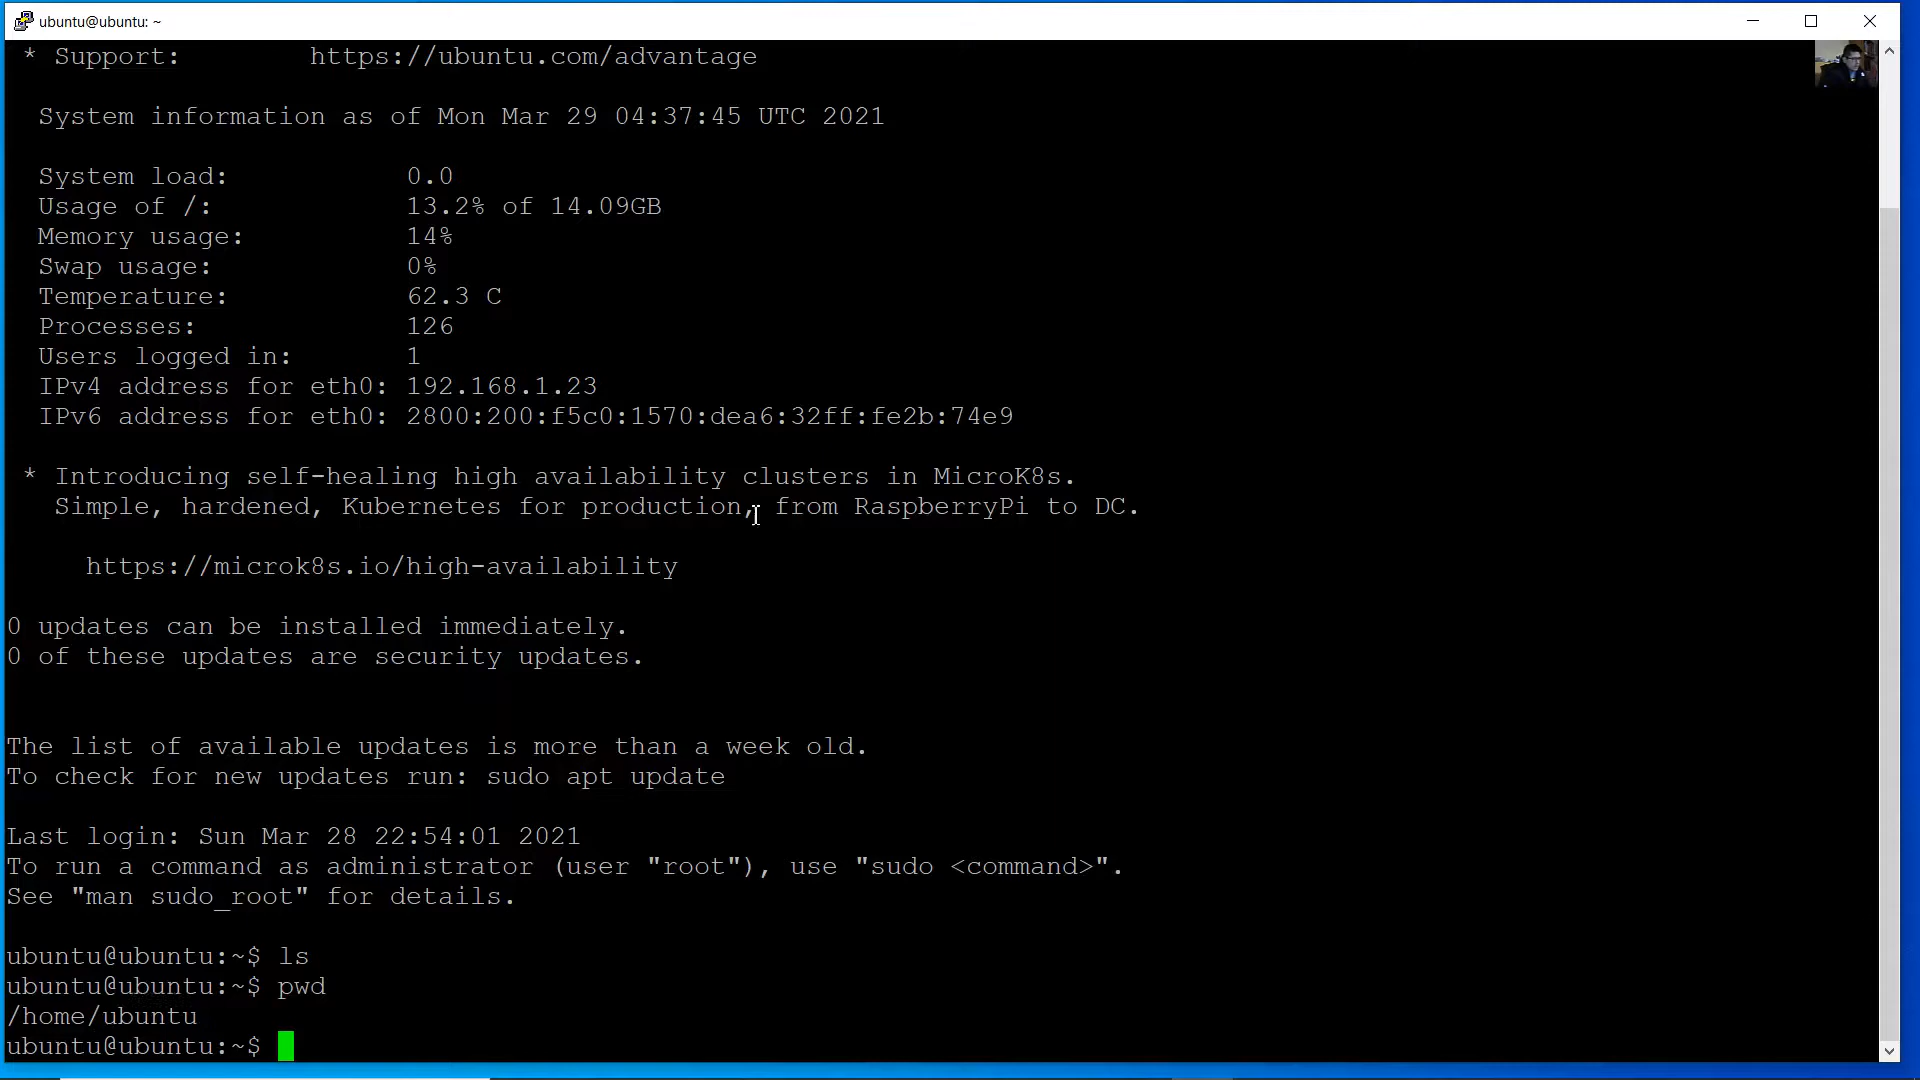 ubuntu@ubuntu: ~
* Support:        https://ubuntu.com/advantage
System information as of Mon Mar 29 04:37:45 UTC 2021
System load:           0.0
Usage of /:            13.2% of 14.09GB
Memory usage:          14%
Swap usage:            0%
Temperature:           62.3 C
Processes:             126
Users logged in:       1
IPv4 address for eth0: 192.168.1.23
IPv6 address for eth0: 2800:200:f5c0:1570:dea6:32ff:fe2b:74e9
* Introducing self-healing high availability clusters in MicroK8s.
Simple, hardened, Kubernetes for production, from RaspberryPi to DC.
https://microk8s.io/high-availability
0 updates can be installed immediately.
0 of these updates are security updates.
The list of available updates is more than a week old.
To check for new updates run: sudo apt update
Last login: Sun Mar 28 22:54:01 2021
To run a command as administrator (user "root"), use "sudo <command>".
See "man sudo_root" for details.
ubuntu@ubuntu:~$ ls
ubuntu@ubuntu:~$ pwd
/home/ubuntu
ubuntu@ubuntu:~$